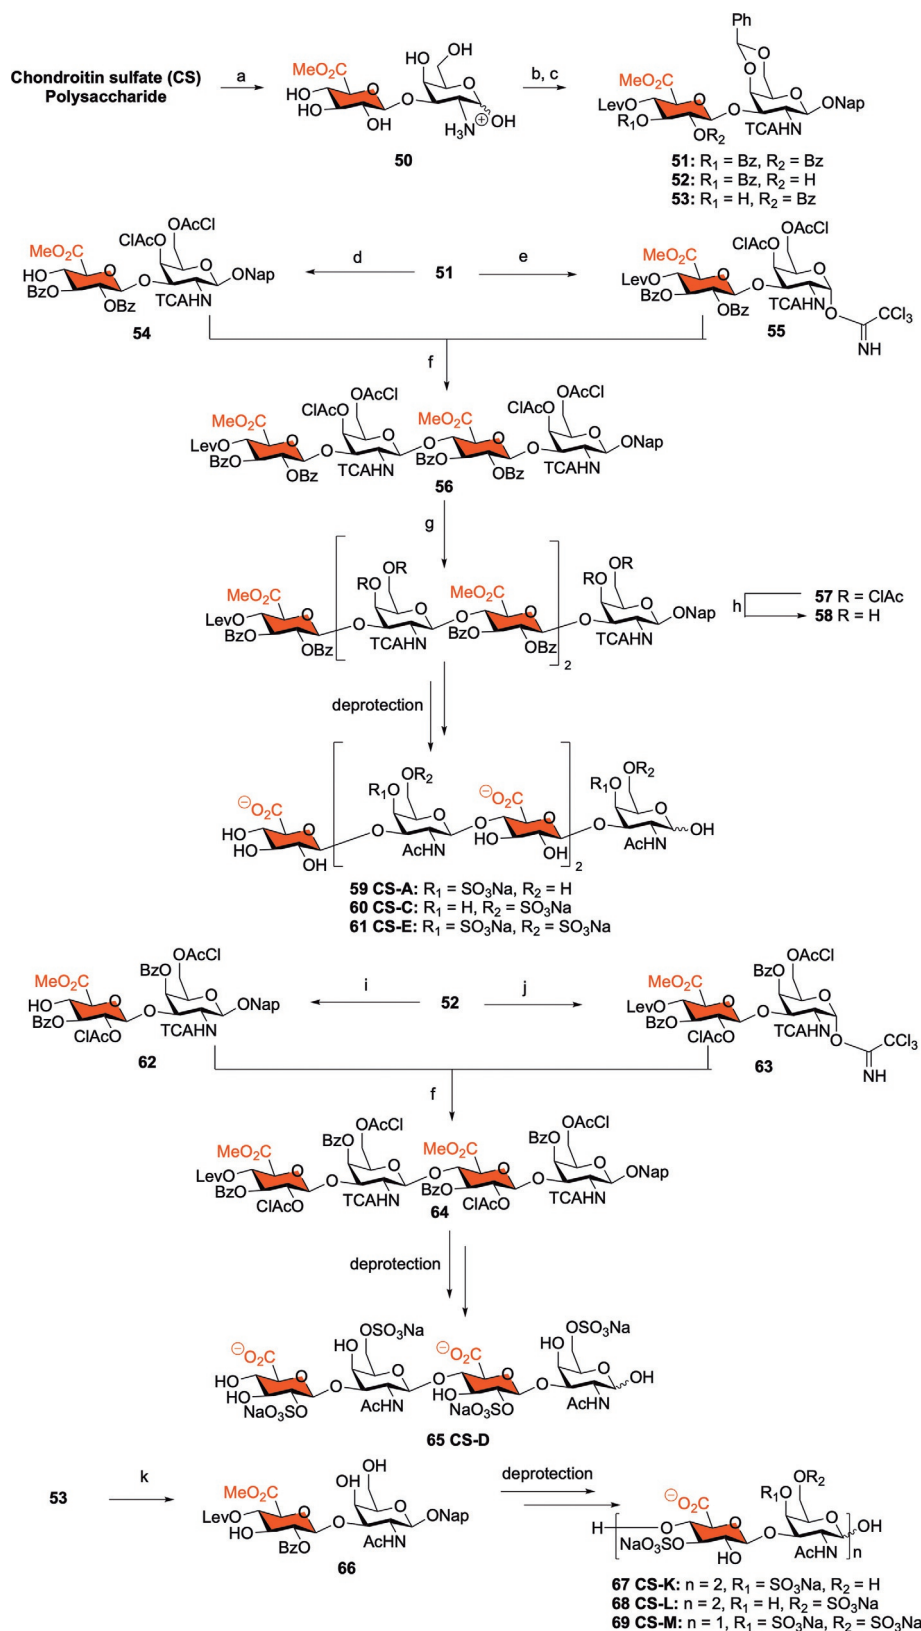 Chondroitin sulfate (CS)
Polysaccharide
a
MeO₂C
HO
HO
OH
O
O
HO
OH
O
H₃N⊕
OH
50
b, c
Ph
O
O
MeO₂C
LevO
R₁O
OR₂
O
O
O
TCAHN
ONap
51: R₁ = Bz, R₂ = Bz
52: R₁ = Bz, R₂ = H
53: R₁ = H, R₂ = Bz
OAcCl
ClAcO
MeO₂C
HO
BzO
OBz
O
O
O
TCAHN
ONap
54
d
51
e
OAcCl
ClAcO
MeO₂C
LevO
BzO
OBz
O
O
O
TCAHN
O
CCl₃
NH
55
f
OAcCl
ClAcO
MeO₂C
LevO
BzO
OBz
O
O
O
TCAHN
O
MeO₂C
BzO
OBz
O
O
OAcCl
ClAcO
O
TCAHN
ONap
56
g
OR
RO
MeO₂C
LevO
BzO
OBz
O
O
O
TCAHN
O
MeO₂C
BzO
OBz
O
2
O
OR
RO
O
TCAHN
ONap
57 R = ClAc
h
58 R = H
deprotection
OR₂
R₁O
⊖O₂C
HO
HO
OH
O
O
O
AcHN
O
⊖O₂C
HO
OH
O
2
O
OR₂
R₁O
O
AcHN
OH
59 CS-A: R₁ = SO₃Na, R₂ = H
60 CS-C: R₁ = H, R₂ = SO₃Na
61 CS-E: R₁ = SO₃Na, R₂ = SO₃Na
OAcCl
BzO
MeO₂C
HO
BzO
ClAcO
O
O
O
TCAHN
ONap
62
i
52
j
OAcCl
BzO
MeO₂C
LevO
BzO
ClAcO
O
O
O
TCAHN
O
CCl₃
NH
63
f
OAcCl
BzO
MeO₂C
LevO
BzO
ClAcO
O
O
O
TCAHN
O
MeO₂C
BzO
ClAcO
O
O
OAcCl
BzO
O
TCAHN
ONap
64
deprotection
OSO₃Na
HO
⊖O₂C
HO
HO
NaO₃SO
O
O
O
AcHN
O
⊖O₂C
HO
NaO₃SO
O
O
OSO₃Na
HO
O
AcHN
OH
65 CS-D
53
k
HO
HO
MeO₂C
LevO
HO
BzO
O
O
O
AcHN
ONap
66
deprotection
OR₂
R₁O
⊖O₂C
H
O
NaO₃SO
OH
O
O
O
AcHN
OH
n
67 CS-K: n = 2, R₁ = SO₃Na, R₂ = H
68 CS-L: n = 2, R₁ = H, R₂ = SO₃Na
69 CS-M: n = 1, R₁ = SO₃Na, R₂ = SO₃Na